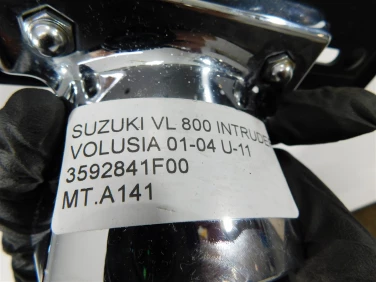 SUZUKI VL 800 INTRUDE
VOLUSIA 01-04 U-11
3592841F00
MT.A141